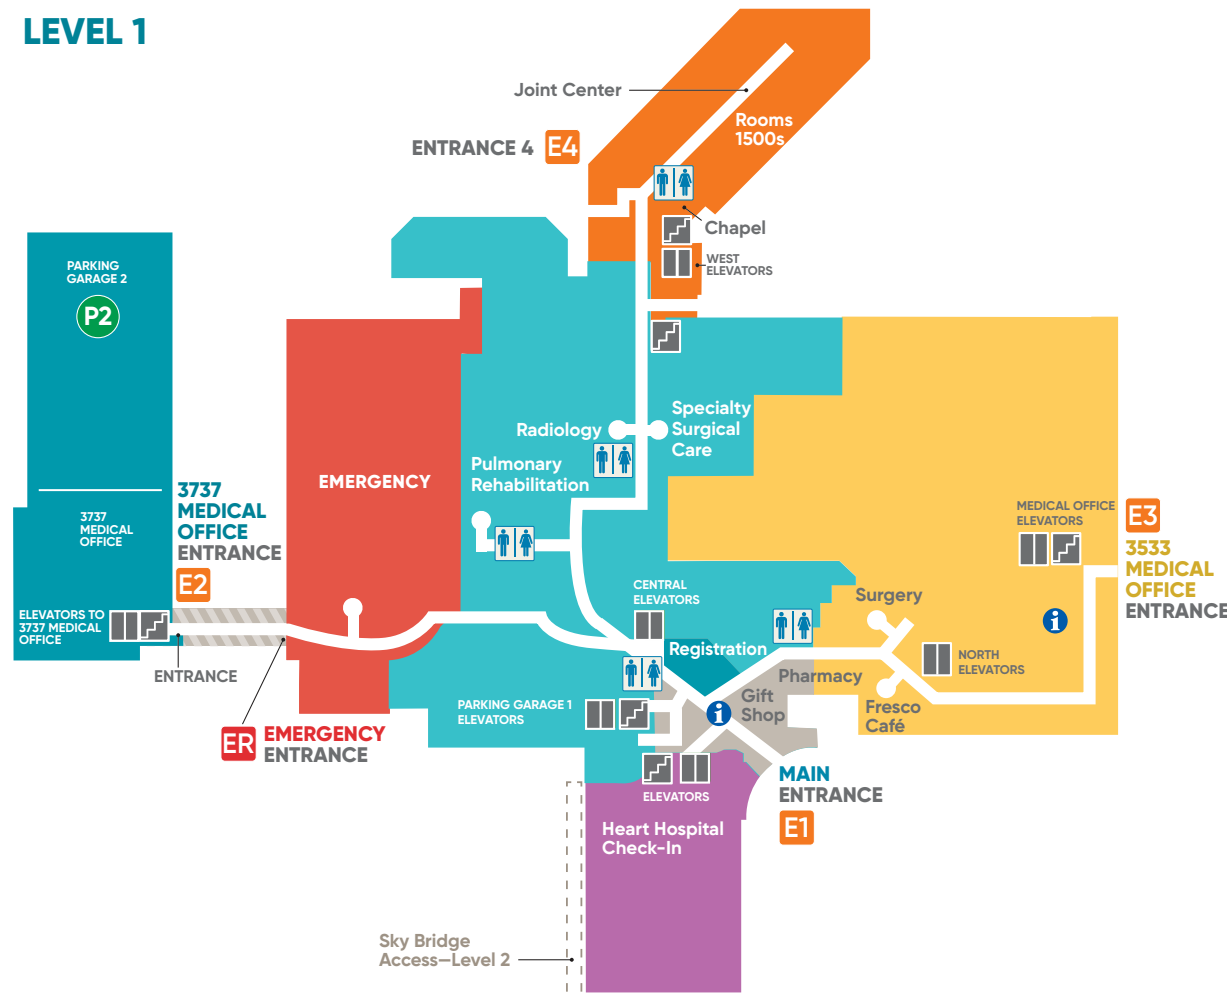 LEVEL 1
Joint Center
Rooms
1500s
ENTRANCE 4
E4
Chapel
WEST
ELEVATORS
PARKING
GARAGE 2
P2
3737
MEDICAL
OFFICE
3737
MEDICAL
OFFICE
ENTRANCE
E2
ELEVATORS TO
3737 MEDICAL
OFFICE
ENTRANCE
EMERGENCY
ER
EMERGENCY
ENTRANCE
Radiology
Specialty
Surgical
Care
Pulmonary
Rehabilitation
CENTRAL
ELEVATORS
Registration
PARKING GARAGE 1
ELEVATORS
i
Gift
Shop
Pharmacy
Surgery
Fresco
Café
NORTH
ELEVATORS
MEDICAL OFFICE
ELEVATORS
i
E3
3533
MEDICAL
OFFICE
ENTRANCE
MAIN
ENTRANCE
E1
ELEVATORS
Heart Hospital
Check-In
Sky Bridge
Access—Level 2